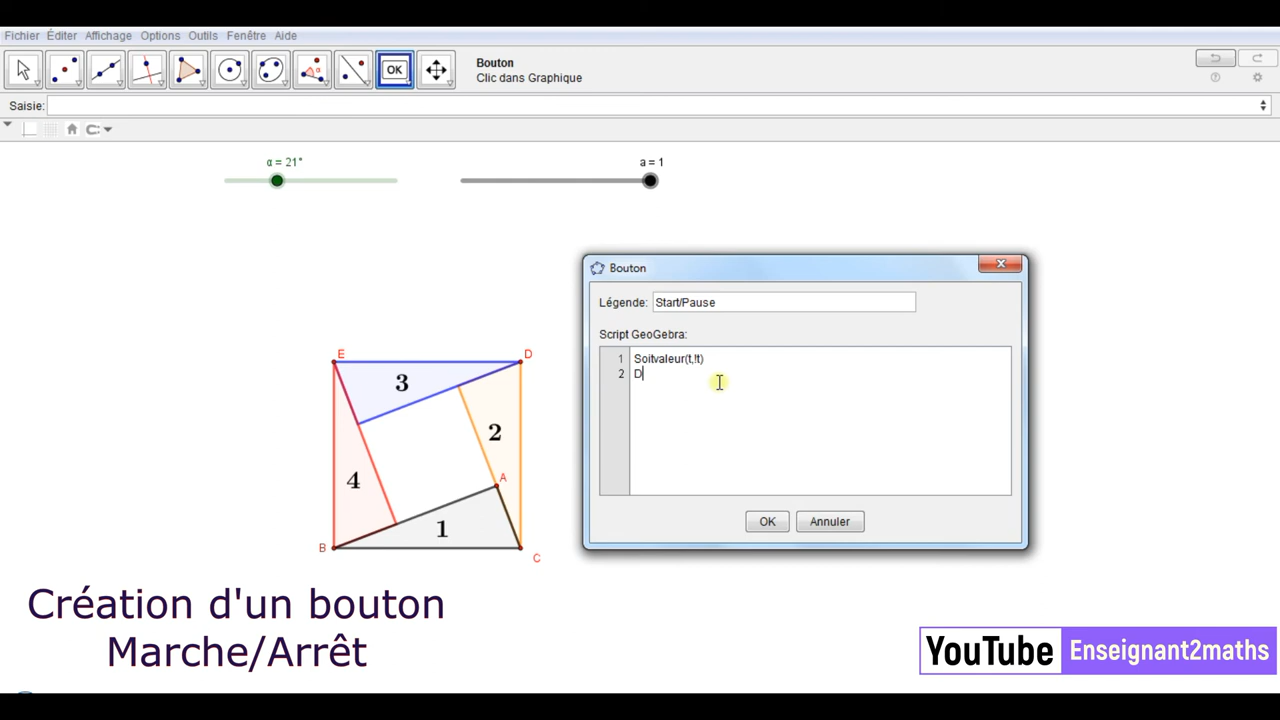 Fichier Éditer Affichage Options Outils Fenêtre Aide
OK
Bouton
Clic dans Graphique
Saisie:
α = 21°
a = 1
Bouton
Légende: Start/Pause
Script GeoGebra:
1 Soitvaleur(t,!t)
2 D
OK Annuler
E D
3
2
A
4
1
B
C
Création d'un bouton
Marche/Arrêt
YouTube Enseignant2maths